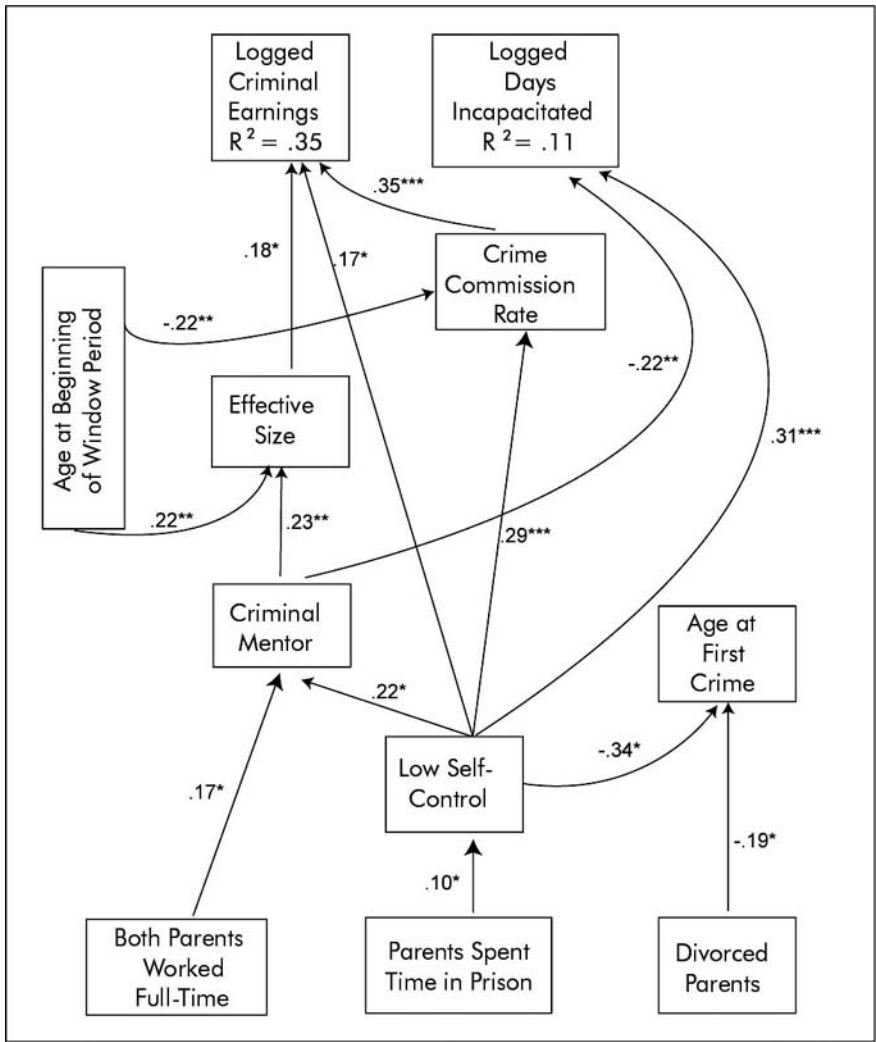 Logged
Criminal
Earnings
R² = .35
Logged
Days
Incapacitated
R² = .11
.35***
.18*
.17*
Crime
Commission
Rate
Age at Beginning
of Window Period
-.22**
-.22**
Effective
Size
.31***
.22**
.23**
.29***
Criminal
Mentor
Age at
First
Crime
.22*
-.34*
Low Self-
Control
.17*
-.19*
.10*
Both Parents
Worked
Full-Time
Parents Spent
Time in Prison
Divorced
Parents